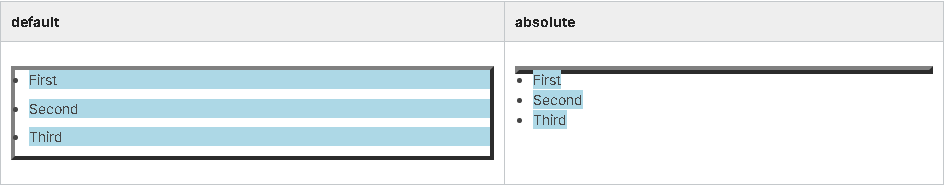 default
absolute
First
Second
Third
First
Second
Third